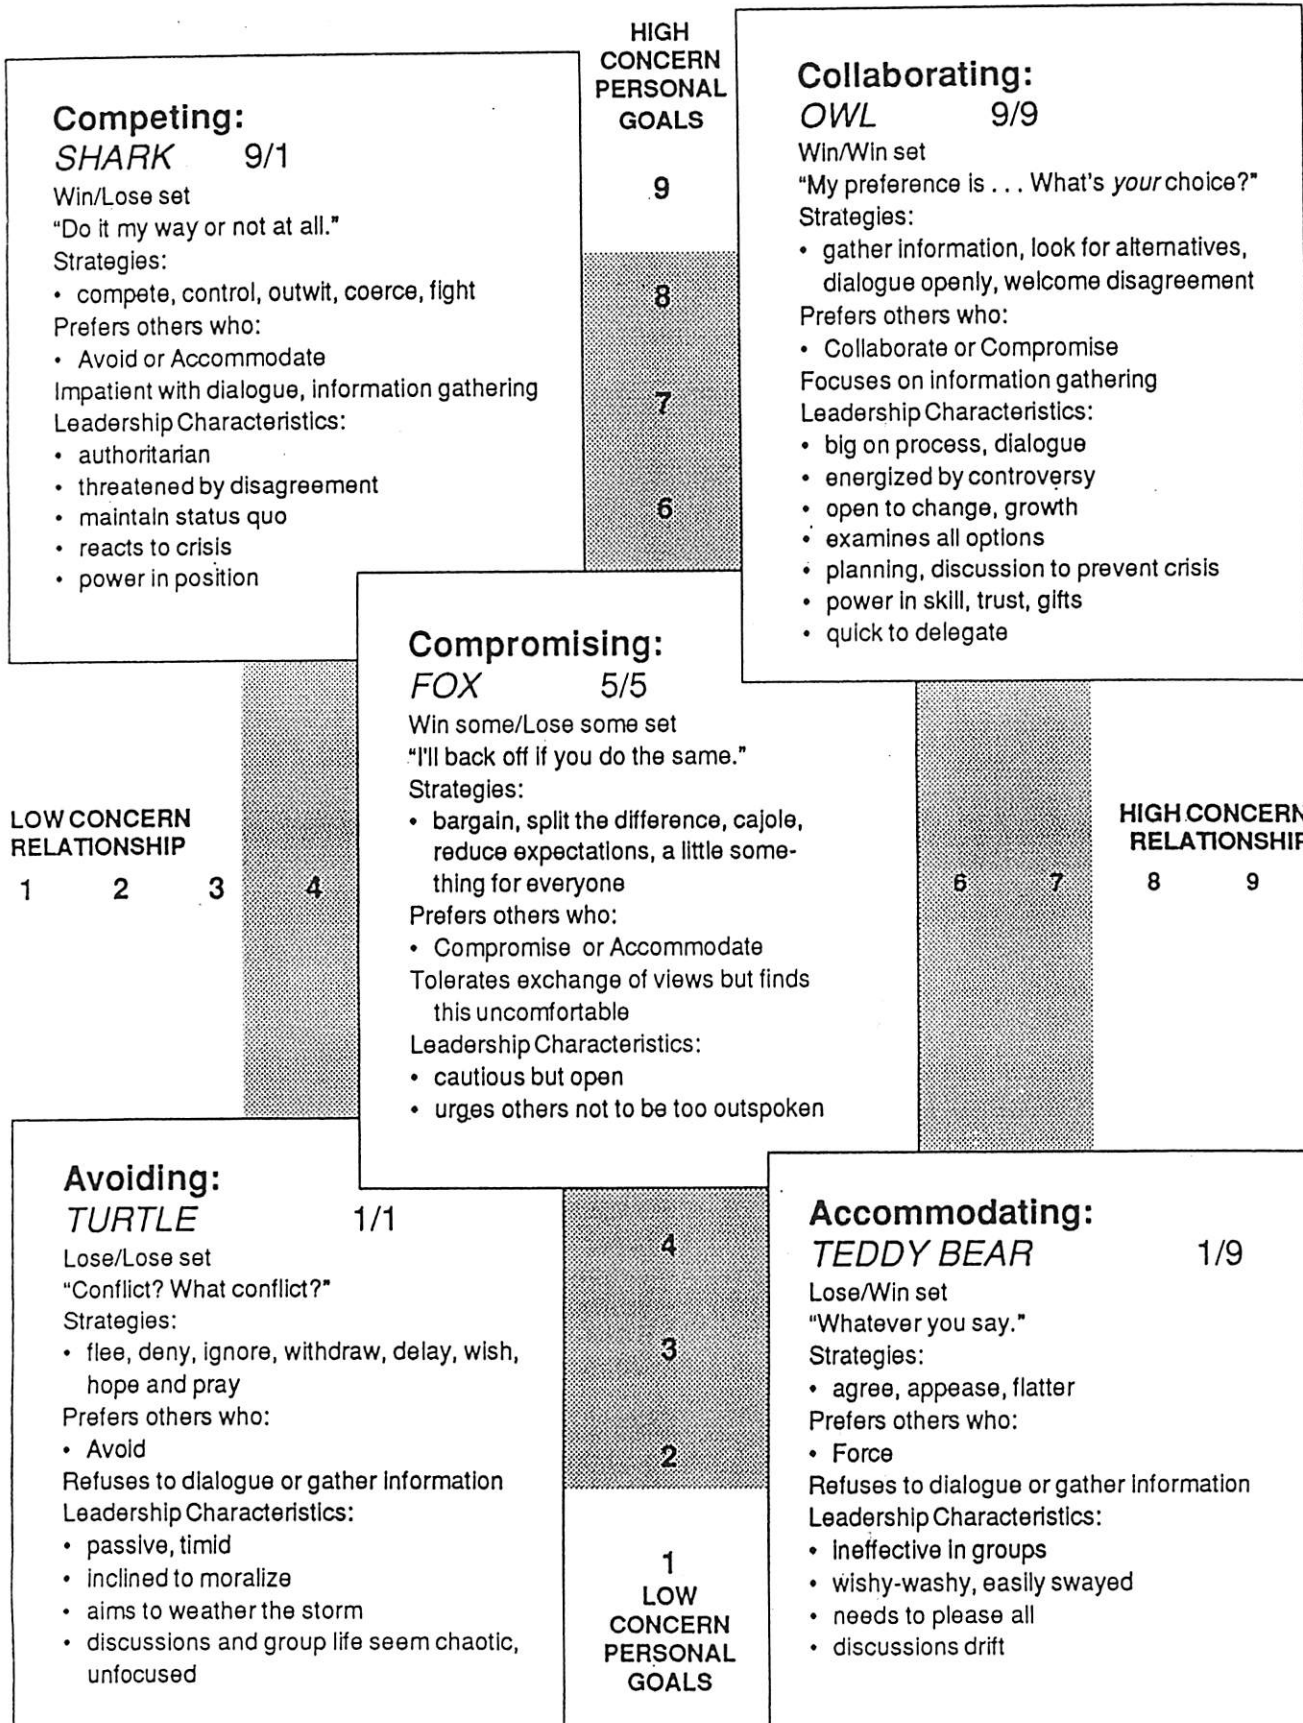 HIGH
CONCERN
PERSONAL
GOALS
9
8
7
6
Competing:
SHARK 9/1
Win/Lose set
“Do it my way or not at all.”
Strategies:
• compete, control, outwit, coerce, fight
Prefers others who:
• Avoid or Accommodate
Impatient with dialogue, information gathering
Leadership Characteristics:
• authoritarian
• threatened by disagreement
• maintain status quo
• reacts to crisis
• power in position
Collaborating:
OWL 9/9
Win/Win set
“My preference is . . . What's your choice?”
Strategies:
• gather information, look for alternatives,
dialogue openly, welcome disagreement
Prefers others who:
• Collaborate or Compromise
Focuses on information gathering
Leadership Characteristics:
• big on process, dialogue
• energized by controversy
• open to change, growth
• examines all options
• planning, discussion to prevent crisis
• power in skill, trust, gifts
• quick to delegate
LOW CONCERN
RELATIONSHIP
1 2 3 4
Compromising:
FOX 5/5
Win some/Lose some set
“I'll back off if you do the same.”
Strategies:
• bargain, split the difference, cajole,
reduce expectations, a little some-
thing for everyone
Prefers others who:
• Compromise or Accommodate
Tolerates exchange of views but finds
this uncomfortable
Leadership Characteristics:
• cautious but open
• urges others not to be too outspoken
HIGH CONCERN
RELATIONSHIP
6 7 8 9
Avoiding:
TURTLE 1/1
Lose/Lose set
“Conflict? What conflict?”
Strategies:
• flee, deny, ignore, withdraw, delay, wish,
hope and pray
Prefers others who:
• Avoid
Refuses to dialogue or gather information
Leadership Characteristics:
• passive, timid
• inclined to moralize
• aims to weather the storm
• discussions and group life seem chaotic,
unfocused
4
3
2
1
LOW
CONCERN
PERSONAL
GOALS
Accommodating:
TEDDY BEAR 1/9
Lose/Win set
“Whatever you say.”
Strategies:
• agree, appease, flatter
Prefers others who:
• Force
Refuses to dialogue or gather information
Leadership Characteristics:
• ineffective in groups
• wishy-washy, easily swayed
• needs to please all
• discussions drift